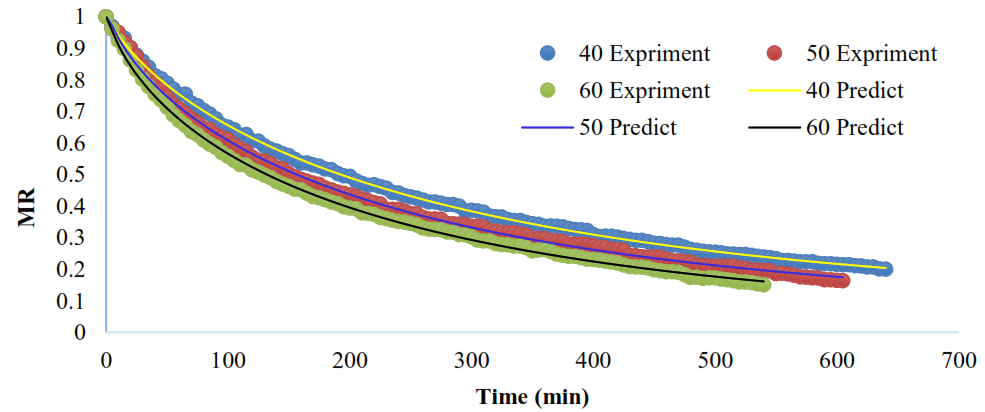 1
0.9
0.8
0.7
0.6
0.5
0.4
0.3
0.2
0.1
0
MR
40 Expriment
50 Expriment
60 Expriment
40 Predict
50 Predict
60 Predict
0 100 200 300 400 500 600 700
Time (min)